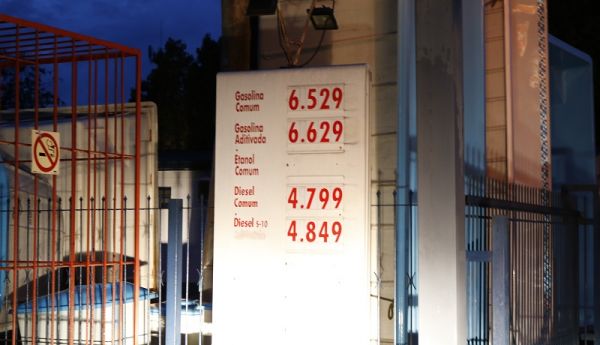 Gasolina
Comum 6.529
Gasolina
Aditivada 6.629
Etanol
Comum
Diesel
Comum 4.799
Diesel S-10 4.849